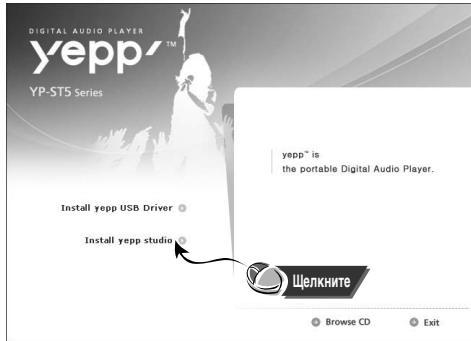 DIGITAL AUDIO PLAYER
yepp' TM
YP-ST5 Series
yepp™ is
the portable Digital Audio Player.
Install yepp USB Driver
Install yepp studio
Щелкните
Browse CD
Exit